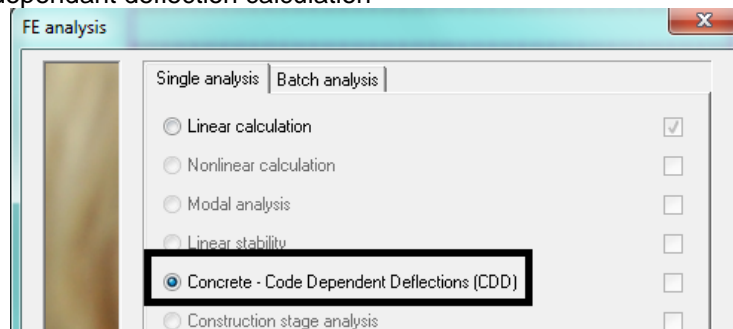 dependant deflection calculation
FE analysis
Single analysis Batch analysis
Linear calculation
Nonlinear calculation
Modal analysis
Linear stability
Concrete - Code Dependent Deflections (CDD)
Construction stage analysis